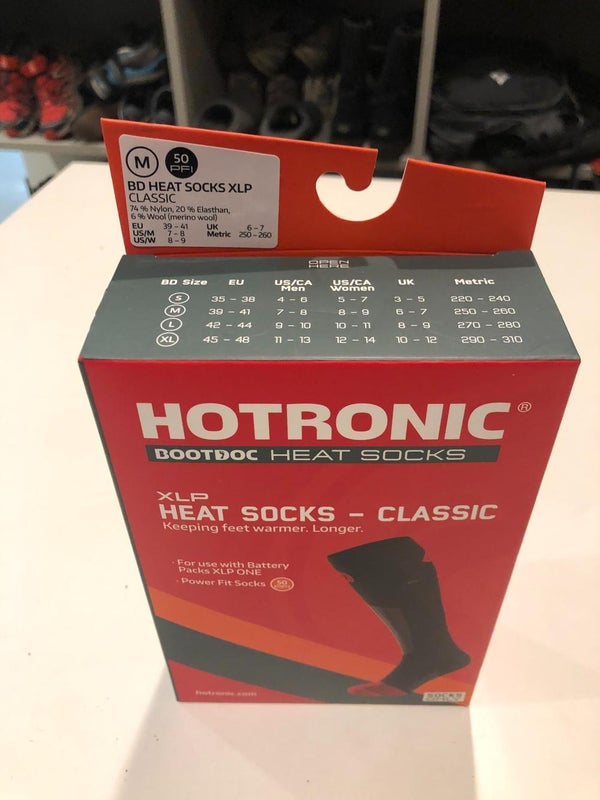 M 50 PFI
BD HEAT SOCKS XLP
CLASSIC
74 % Nylon, 20 % Elasthan,
6 % Wool (merino wool)
EU 39 – 41 UK 6 – 7
US/M 7 – 8 Metric 250 – 260
US/W 8 – 9
OPEN
HERE
BD Size EU US/CA Men US/CA Women UK Metric
S 35 – 38 4 – 6 5 – 7 3 – 5 220 – 240
M 39 – 41 7 – 8 8 – 9 6 – 7 250 – 260
L 42 – 44 9 – 10 10 – 11 8 – 9 270 – 280
XL 45 – 48 11 – 13 12 – 14 10 – 12 290 – 310
HOTRONIC®
BOOTDOC HEAT SOCKS
XLP
HEAT SOCKS – CLASSIC
Keeping feet warmer. Longer.
· For use with Battery
Packs XLP ONE
· Power Fit Socks 50
hotronic.com
SOCKS
ONLY